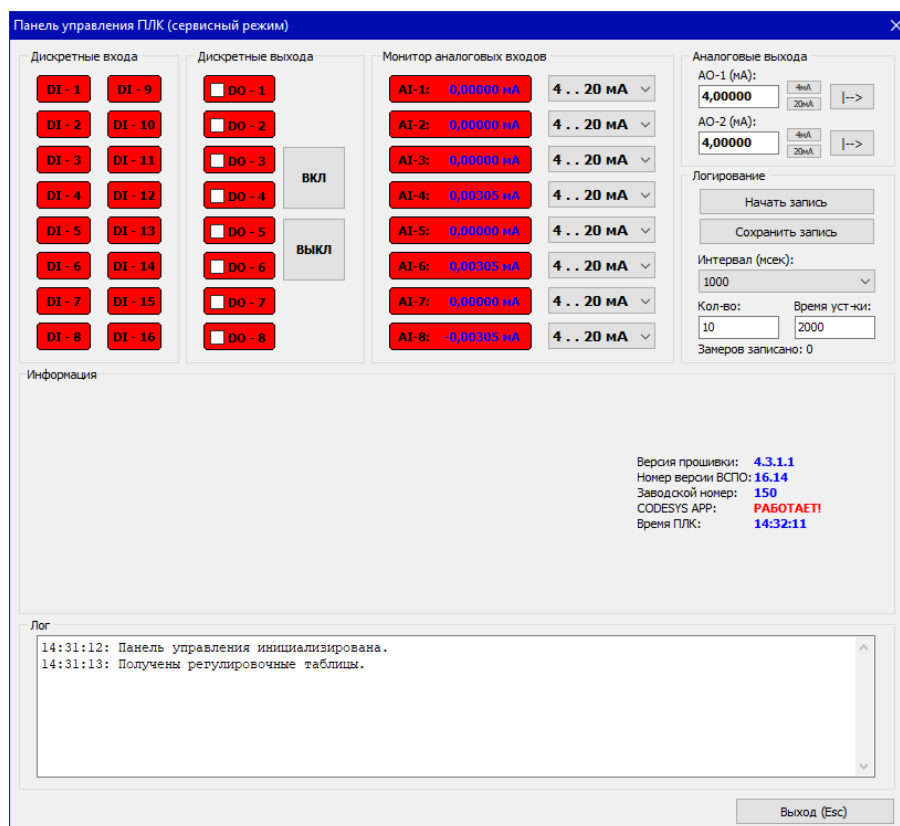 Панель управления ПЛК (сервисный режим)
Дискретные входа
DI - 1 DI - 9
DI - 2 DI - 10
DI - 3 DI - 11
DI - 4 DI - 12
DI - 5 DI - 13
DI - 6 DI - 14
DI - 7 DI - 15
DI - 8 DI - 16
Дискретные выхода
DO - 1
DO - 2
DO - 3
DO - 4
DO - 5
DO - 6
DO - 7
DO - 8
ВКЛ
ВЫКЛ
Монитор аналоговых входов
AI-1: 0,00000 мА 4 . . 20 мА
AI-2: 0,00000 мА 4 . . 20 мА
AI-3: 0,00000 мА 4 . . 20 мА
AI-4: 0,00305 мА 4 . . 20 мА
AI-5: 0,00000 мА 4 . . 20 мА
AI-6: 0,00305 мА 4 . . 20 мА
AI-7: 0,00000 мА 4 . . 20 мА
AI-8: -0,00305 мА 4 . . 20 мА
Аналоговые выхода
АО-1 (мА):
4,00000 4мА 20мА |-->
АО-2 (мА):
4,00000 4мА 20мА |-->
Логирование
Начать запись
Сохранить запись
Интервал (мсек):
1000
Кол-во: Время уст-ки:
10 2000
Замеров записано: 0
Информация
Версия прошивки: 4.3.1.1
Номер версии ВСПО: 16.14
Заводской номер: 150
CODESYS APP: РАБОТАЕТ!
Время ПЛК: 14:32:11
Лог
14:31:12: Панель управления инициализирована.
14:31:13: Получены регулировочные таблицы.
Выход (Esc)